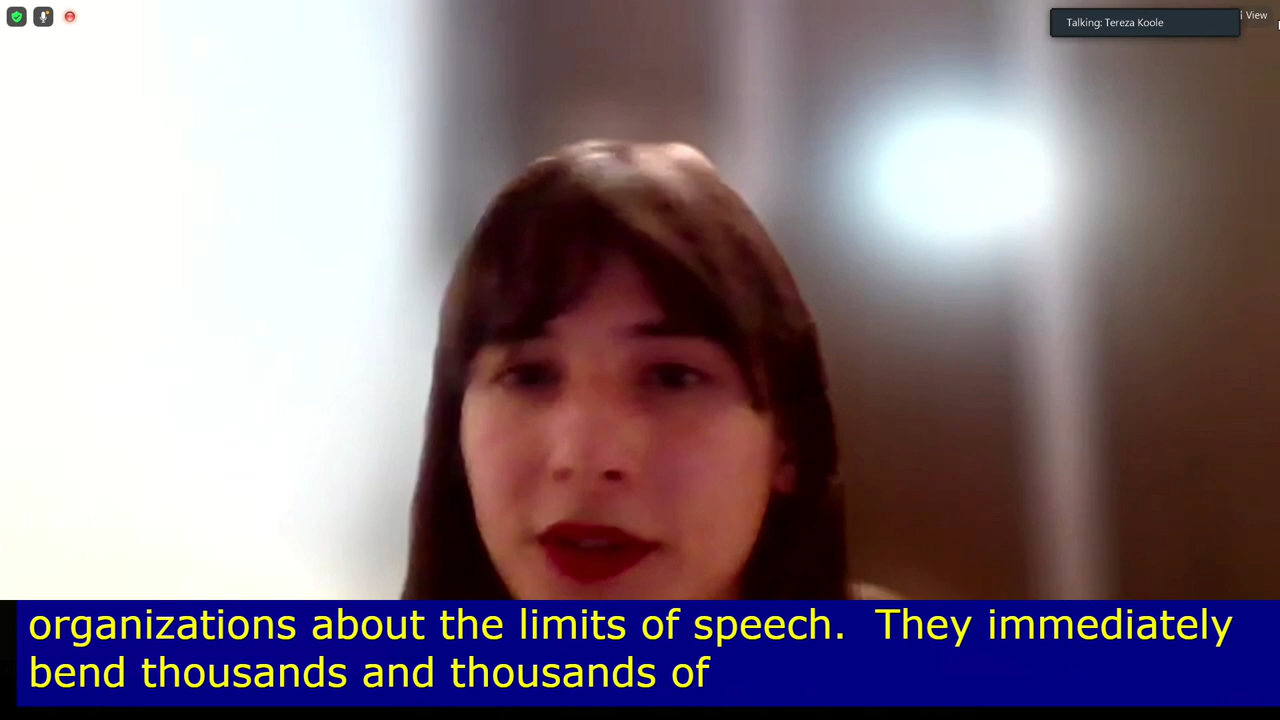 Talking: Tereza Koole
View
organizations about the limits of speech.  They immediately
bend thousands and thousands of